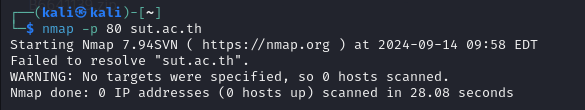 ┌──(kali㉿kali)-[~]
└─$ nmap -p 80 sut.ac.th
Starting Nmap 7.94SVN ( https://nmap.org ) at 2024-09-14 09:58 EDT
Failed to resolve "sut.ac.th".
WARNING: No targets were specified, so 0 hosts scanned.
Nmap done: 0 IP addresses (0 hosts up) scanned in 28.08 seconds